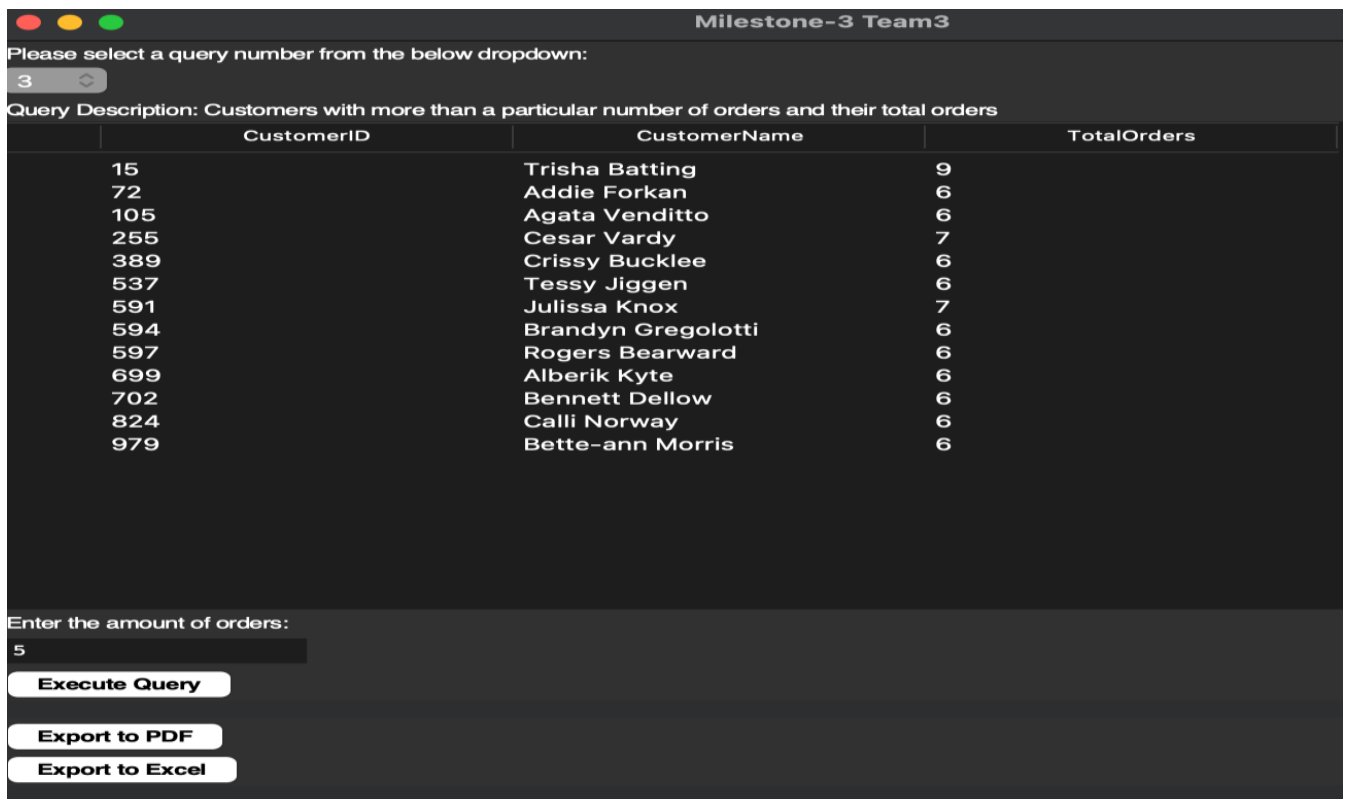 Milestone-3 Team3
Please select a query number from the below dropdown:
3
Query Description: Customers with more than a particular number of orders and their total orders
CustomerID CustomerName TotalOrders
15 Trisha Batting 9
72 Addie Forkan 6
105 Agata Venditto 6
255 Cesar Vardy 7
389 Crissy Bucklee 6
537 Tessy Jiggen 6
591 Julissa Knox 7
594 Brandyn Gregolotti 6
597 Rogers Bearward 6
699 Alberik Kyte 6
702 Bennett Dellow 6
824 Calli Norway 6
979 Bette-ann Morris 6
Enter the amount of orders:
5
Execute Query
Export to PDF
Export to Excel